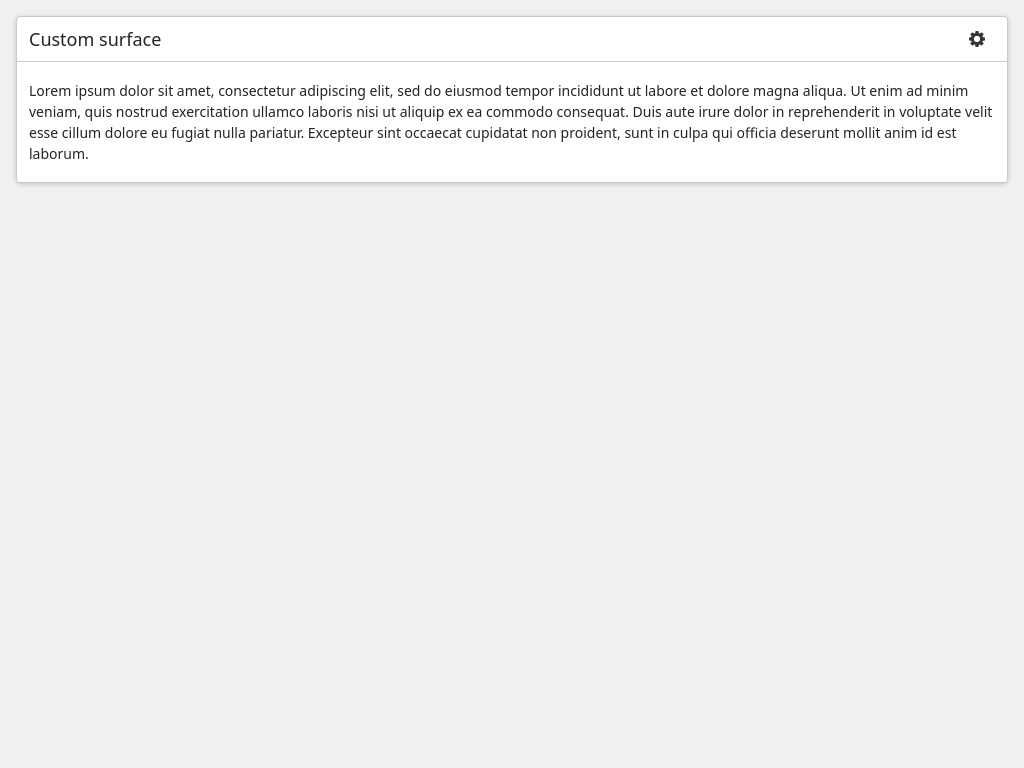 Custom surface
Lorem ipsum dolor sit amet, consectetur adipiscing elit, sed do eiusmod tempor incididunt ut labore et dolore magna aliqua. Ut enim ad minim
veniam, quis nostrud exercitation ullamco laboris nisi ut aliquip ex ea commodo consequat. Duis aute irure dolor in reprehenderit in voluptate velit
esse cillum dolore eu fugiat nulla pariatur. Excepteur sint occaecat cupidatat non proident, sunt in culpa qui officia deserunt mollit anim id est
laborum.